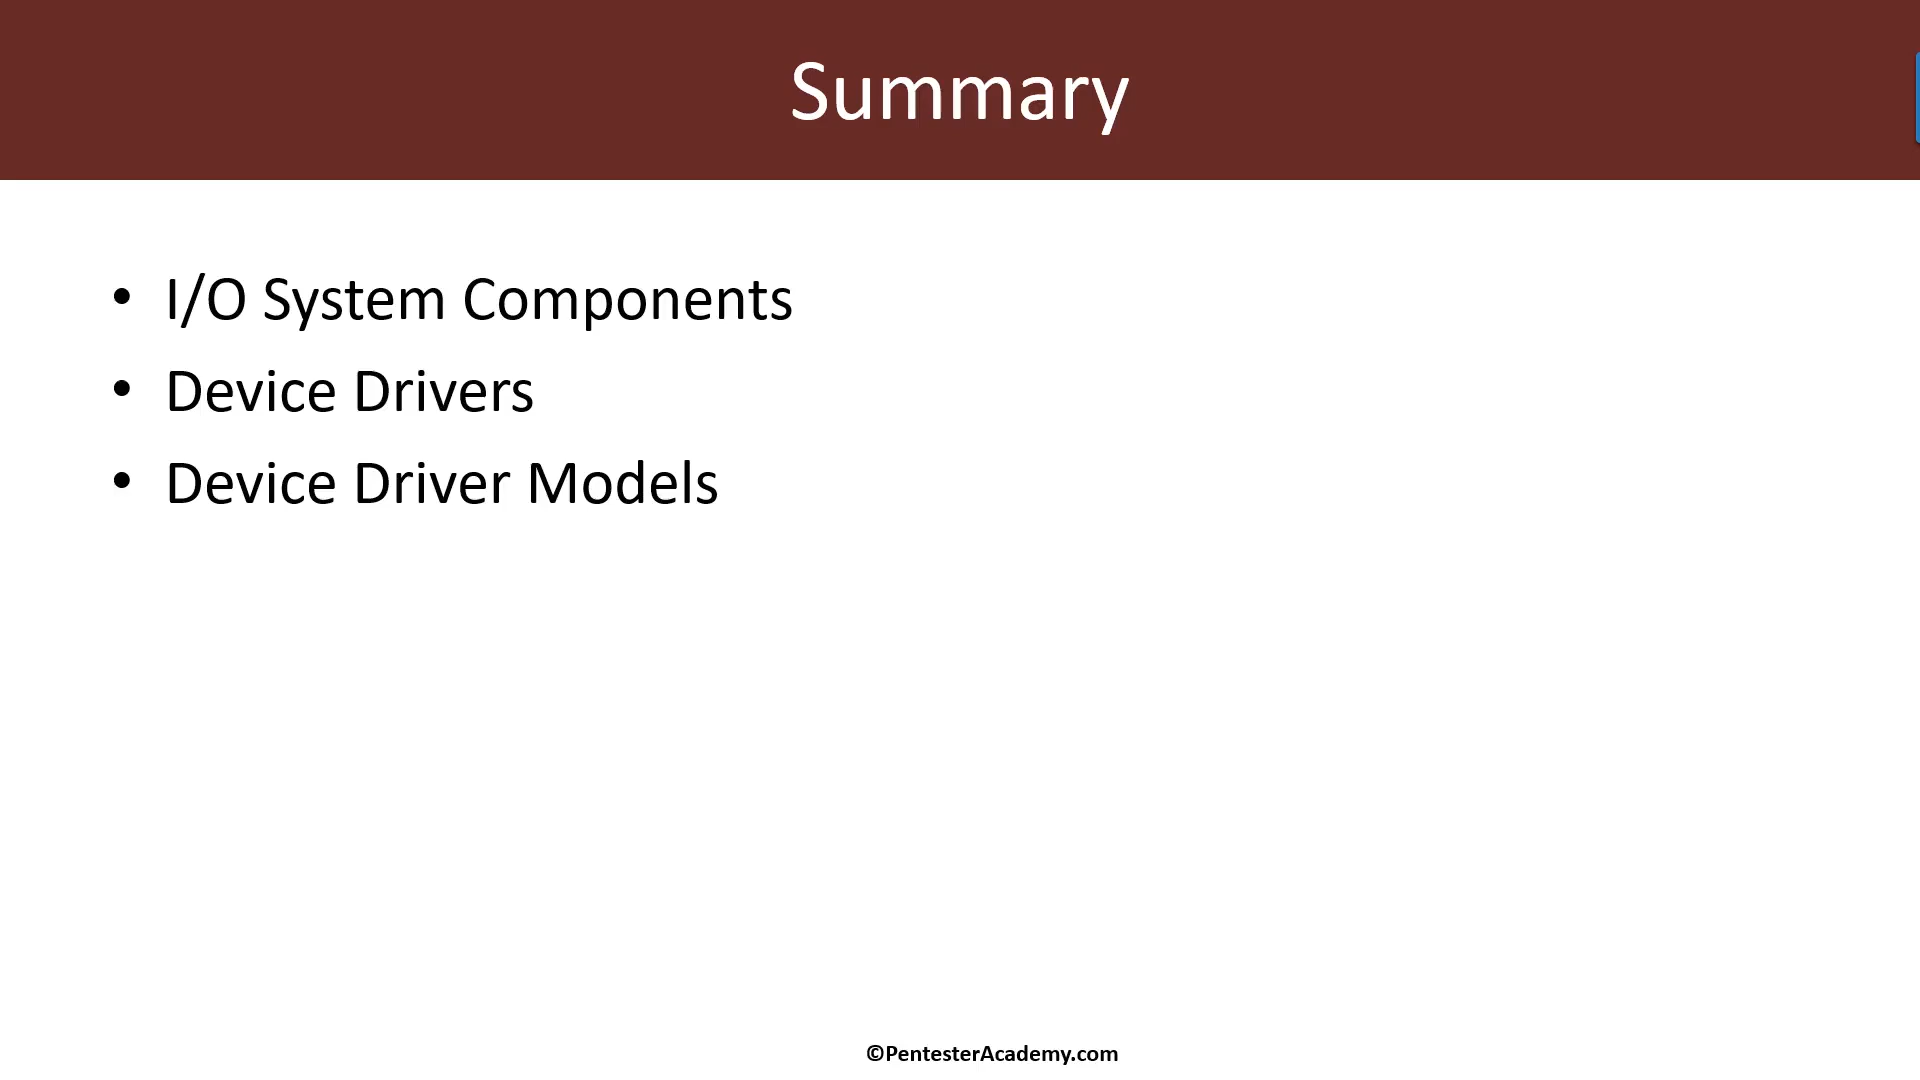 Summary
• I/O System Components
• Device Drivers
• Device Driver Models
©PentesterAcademy.com